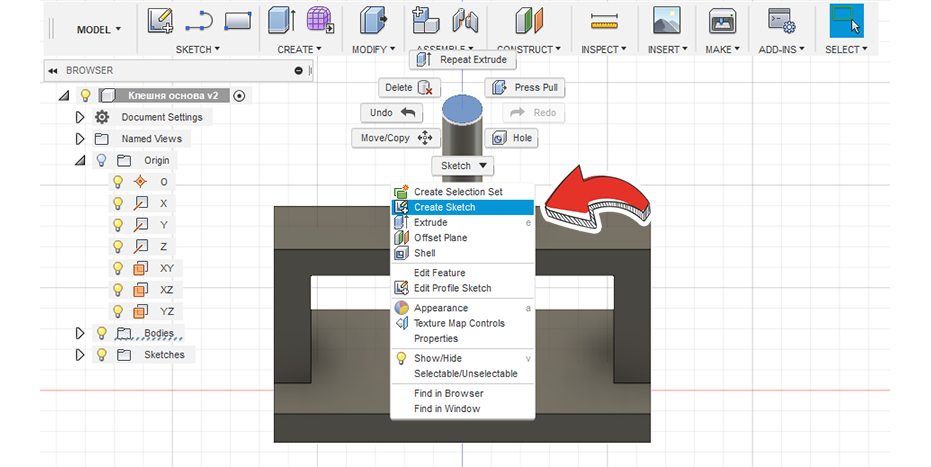 MODEL
SKETCH
CREATE
MODIFY
ASSEMBLE
CONSTRUCT
INSPECT
INSERT
MAKE
ADD-INS
SELECT
BROWSER
Клешня основа v2
Document Settings
Named Views
Origin
O
X
Y
Z
XY
XZ
YZ
Bodies
Sketches
Repeat Extrude
Delete
Press Pull
Undo
Redo
Move/Copy
Hole
Sketch
Create Selection Set
Create Sketch
Extrude e
Offset Plane
Shell
Edit Feature
Edit Profile Sketch
Appearance a
Texture Map Controls
Properties
Show/Hide v
Selectable/Unselectable
Find in Browser
Find in Window